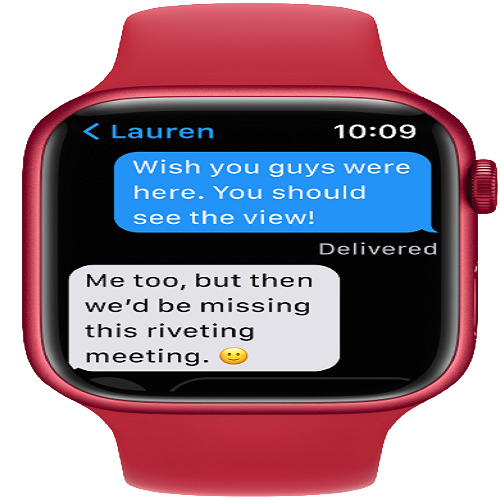 < Lauren 10:09
Wish you guys were
here. You should
see the view!
Delivered
Me too, but then
we’d be missing
this riveting
meeting. 🙂